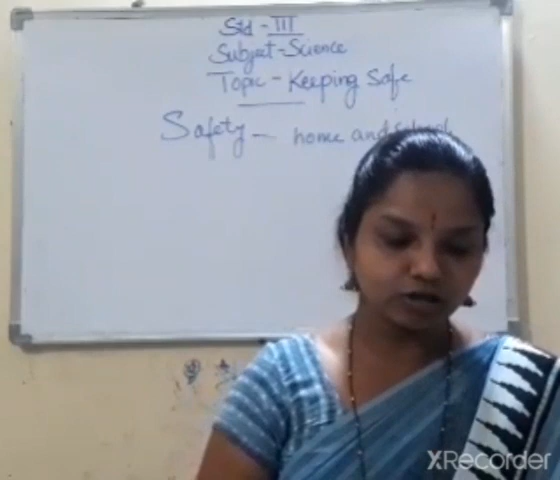 Std - III
Subject - Science
Topic - Keeping Safe
Safety - home and
XRecorder